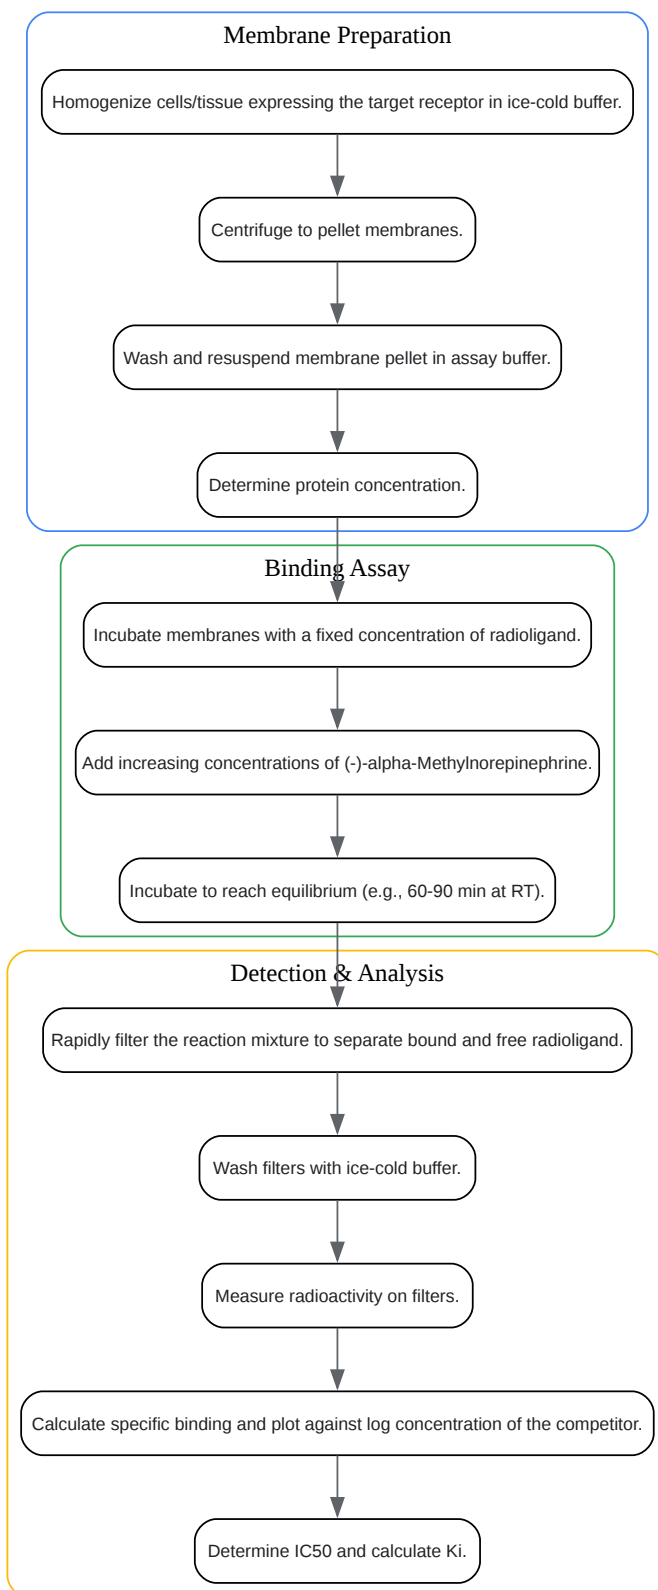 Membrane Preparation
Homogenize cells/tissue expressing the target receptor in ice-cold buffer.
Centrifuge to pellet membranes.
Wash and resuspend membrane pellet in assay buffer.
Determine protein concentration.
Binding Assay
Incubate membranes with a fixed concentration of radioligand.
Add increasing concentrations of (-)-alpha-Methylnorepinephrine.
Incubate to reach equilibrium (e.g., 60-90 min at RT).
Detection & Analysis
Rapidly filter the reaction mixture to separate bound and free radioligand.
Wash filters with ice-cold buffer.
Measure radioactivity on filters.
Calculate specific binding and plot against log concentration of the competitor.
Determine IC50 and calculate Ki.